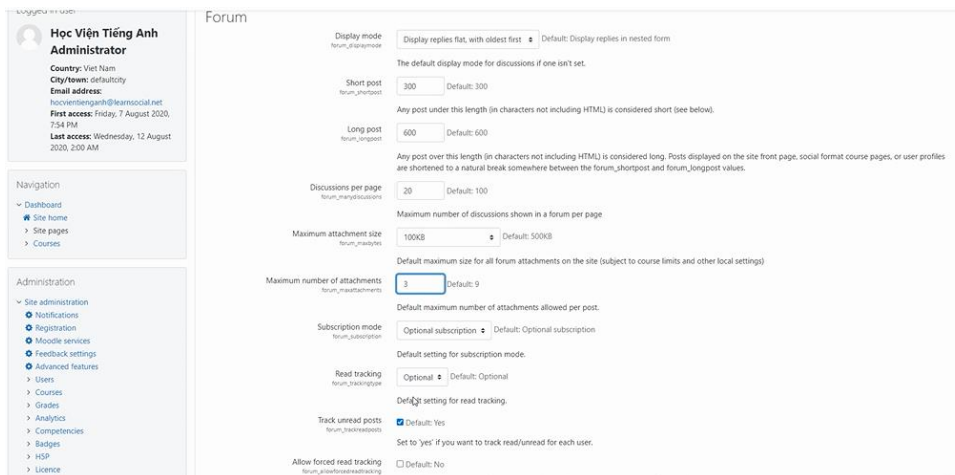 Logged in user
Học Viện Tiếng Anh
Administrator
Country: Viet Nam
City/town: defaultcity
Email address:
hocvientienganh@learnsocial.net
First access: Friday, 7 August 2020,
7:54 PM
Last access: Wednesday, 12 August
2020, 2:00 AM
Navigation
Dashboard
Site home
Site pages
Courses
Administration
Site administration
Notifications
Registration
Moodle services
Feedback settings
Advanced features
Users
Courses
Grades
Analytics
Competencies
Badges
H5P
Licence
Forum
Display mode
forum_displaymode
Display replies flat, with oldest first Default: Display replies in nested form
The default display mode for discussions if one isn't set.
Short post
forum_shortpost
300 Default: 300
Any post under this length (in characters not including HTML) is considered short (see below).
Long post
forum_longpost
600 Default: 600
Any post over this length (in characters not including HTML) is considered long. Posts displayed on the site front page, social format course pages, or user profiles
are shortened to a natural break somewhere between the forum_shortpost and forum_longpost values.
Discussions per page
forum_manydiscussions
20 Default: 100
Maximum number of discussions shown in a forum per page
Maximum attachment size
forum_maxbytes
100KB Default: 500KB
Default maximum size for all forum attachments on the site (subject to course limits and other local settings)
Maximum number of attachments
forum_maxattachments
3 Default: 9
Default maximum number of attachments allowed per post.
Subscription mode
forum_subscription
Optional subscription Default: Optional subscription
Default setting for subscription mode.
Read tracking
forum_trackingtype
Optional Default: Optional
Default setting for read tracking.
Track unread posts
forum_trackreadposts
Default: Yes
Set to 'yes' if you want to track read/unread for each user.
Allow forced read tracking
forum_allowforcedreadtracking
Default: No